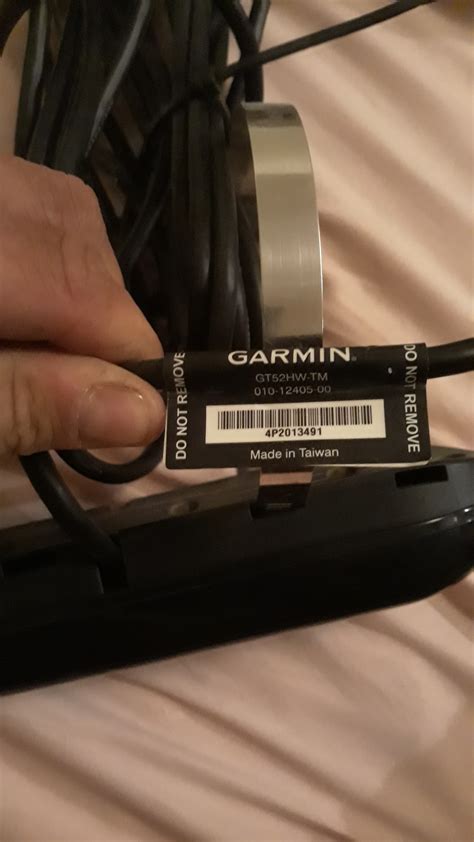 GARMIN®
GT52HW-TM
010-12405-00
4P2013491
Made in Taiwan
DO NOT REMOVE
DO NOT REMOVE